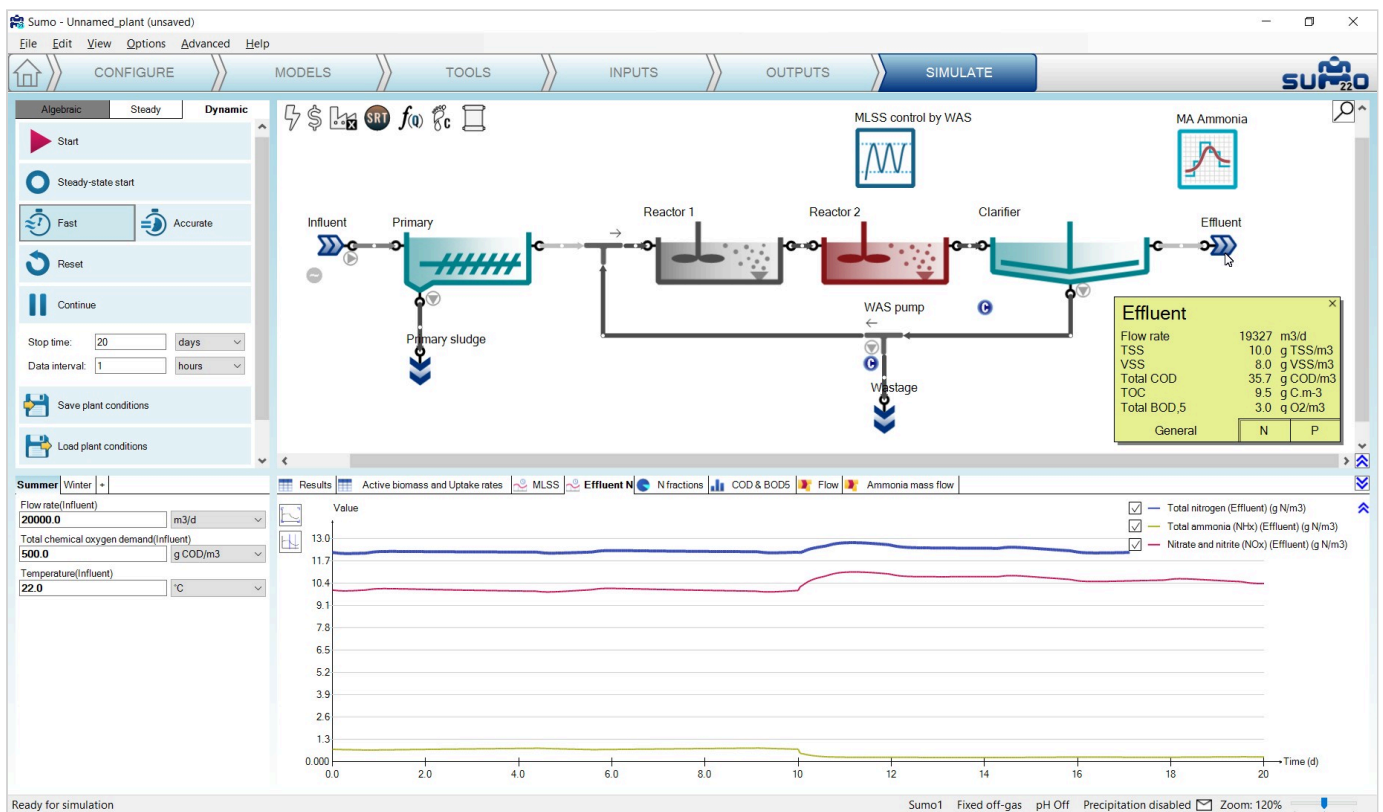 Sumo - Unnamed_plant (unsaved)
File Edit View Options Advanced Help
CONFIGURE MODELS TOOLS INPUTS OUTPUTS SIMULATE
SUMO 22
Algebraic Steady Dynamic
Start
Steady-state start
Fast Accurate
Reset
Continue
Stop time: 20 days
Data interval: 1 hours
Save plant conditions
Load plant conditions
$ SRT f(Q) C
MLSS control by WAS
MA Ammonia
Influent
Primary
Reactor 1
Reactor 2
Clarifier
Effluent
WAS pump
C
Primary sludge
C
Wastage
Effluent
Flow rate 19327 m3/d
TSS 10.0 g TSS/m3
VSS 8.0 g VSS/m3
Total COD 35.7 g COD/m3
TOC 9.5 g C.m-3
Total BOD,5 3.0 g O2/m3
General N P
Summer Winter +
Flow rate(Influent)
20000.0 m3/d
Total chemical oxygen demand(Influent)
500.0 g COD/m3
Temperature(Influent)
22.0 °C
Results Active biomass and Uptake rates MLSS Effluent N N fractions COD & BOD5 Flow Ammonia mass flow
Value
Total nitrogen (Effluent) (g N/m3)
Total ammonia (NHx) (Effluent) (g N/m3)
Nitrate and nitrite (NOx) (Effluent) (g N/m3)
13.0
11.7
10.4
9.1
7.8
6.5
5.2
3.9
2.6
1.3
0.000
0.0 2.0 4.0 6.0 8.0 10 12 14 16 18 20
Time (d)
Ready for simulation
Sumo1 Fixed off-gas pH Off Precipitation disabled Zoom: 120%